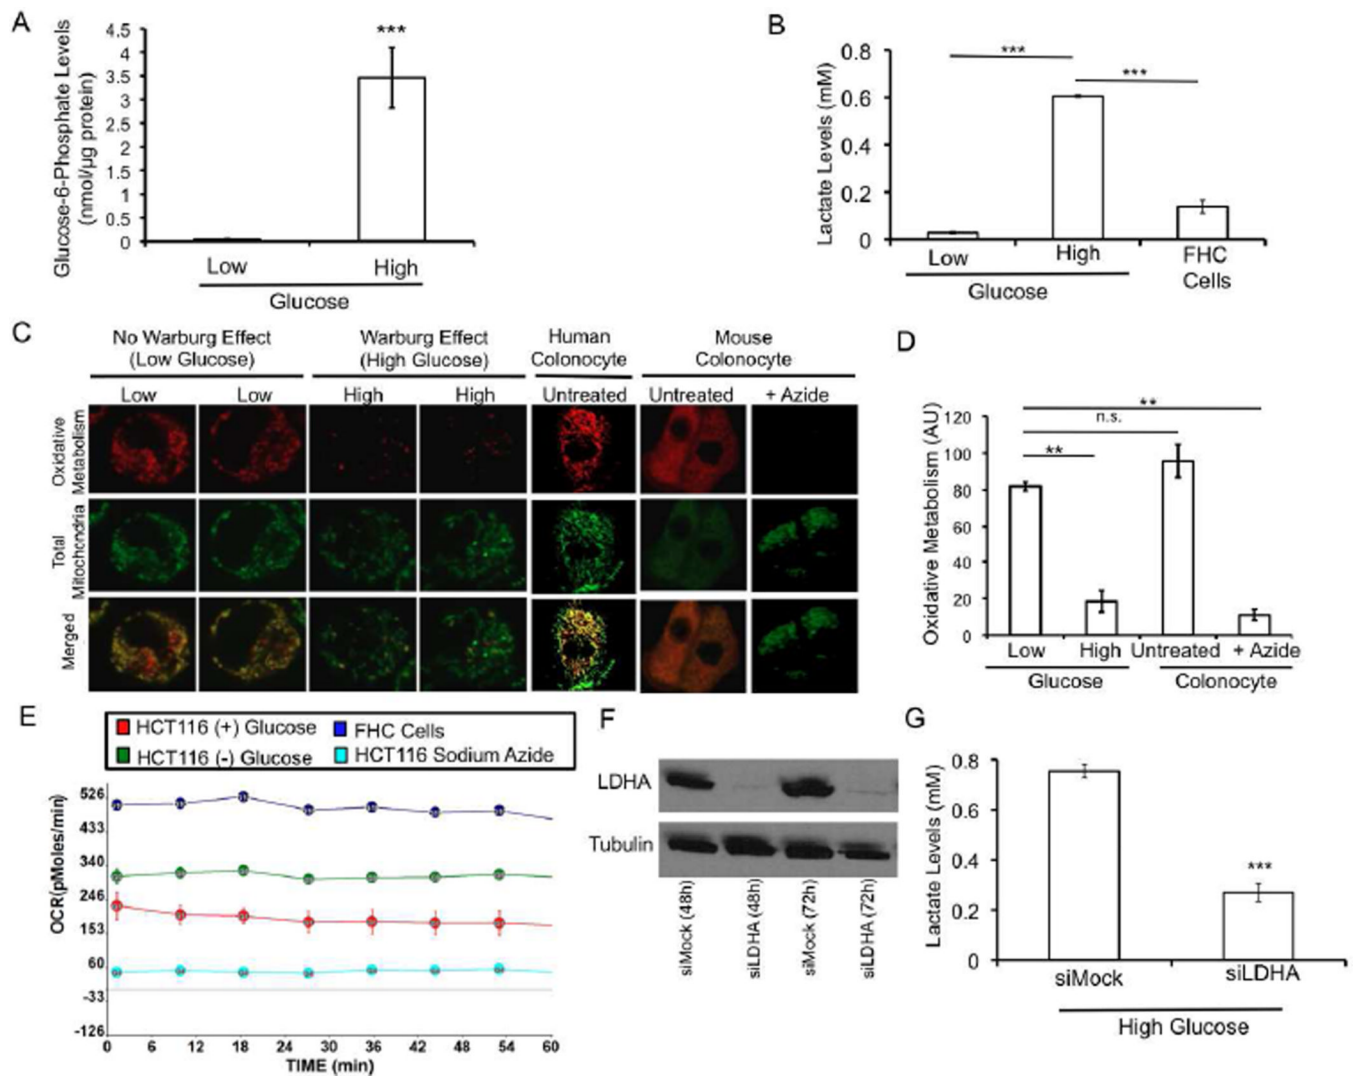 A
Glucose-6-Phosphate Levels
(nmol/µg protein)
4.5
4
3.5
3
2.5
2
1.5
1
0.5
0
***
Low
High
Glucose
B
Lactate Levels (mM)
0.8
0.6
0.4
0.2
0
***
***
Low
High
FHC
Cells
Glucose
C
No Warburg Effect
(Low Glucose)
Warburg Effect
(High Glucose)
Human
Colonocyte
Mouse
Colonocyte
Low
Low
High
High
Untreated
Untreated
+ Azide
Oxidative
Metabolism
Total
Mitochondria
Merged
D
Oxidative Metabolism (AU)
120
100
80
60
40
20
0
**
n.s.
**
Low
High
Untreated
+ Azide
Glucose
Colonocyte
E
HCT116 (+) Glucose
FHC Cells
HCT116 (-) Glucose
HCT116 Sodium Azide
OCR(pMoles/min)
526
433
340
246
153
60
-33
-126
0 6 12 18 24 30 36 42 48 54 60
TIME (min)
F
LDHA
Tubulin
siMock (48h)
siLDHA (48h)
siMock (72h)
siLDHA (72h)
G
Lactate Levels (mM)
0.8
0.6
0.4
0.2
0
***
siMock
siLDHA
High Glucose